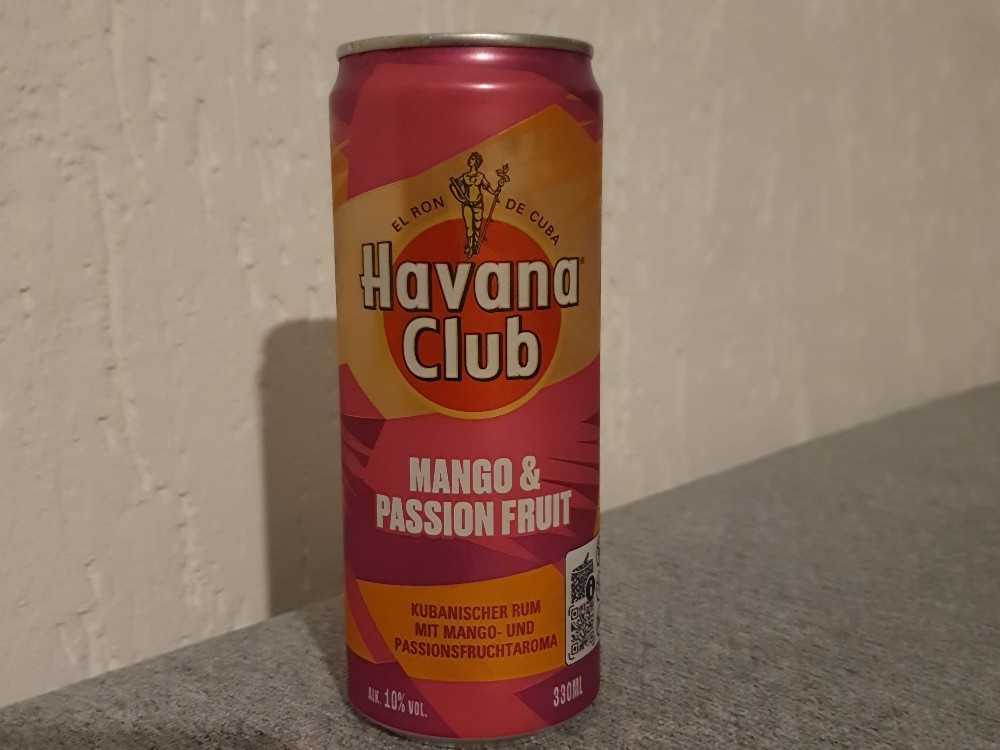 EL RON DE CUBA
Havana
Club
MANGO &
PASSION FRUIT
KUBANISCHER RUM
MIT MANGO- UND
PASSIONSFRUCHTAROMA
ALK. 10% VOL.
330ML